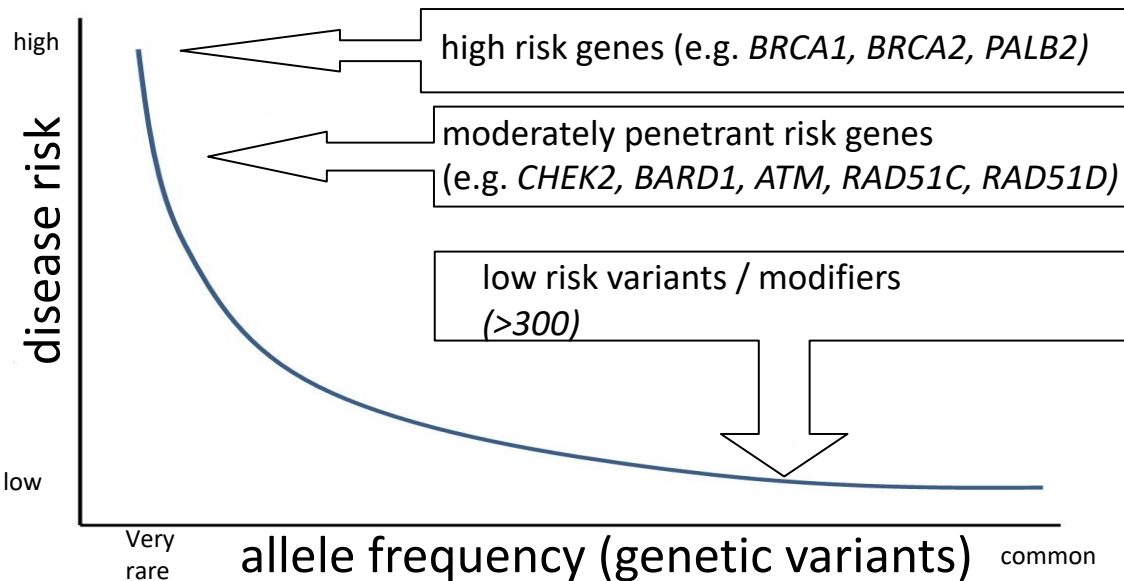 high
high risk genes (e.g. BRCA1, BRCA2, PALB2)
moderately penetrant risk genes
(e.g. CHEK2, BARD1, ATM, RAD51C, RAD51D)
disease risk
low risk variants / modifiers
(>300)
low
Very
rare
allele frequency (genetic variants)
common